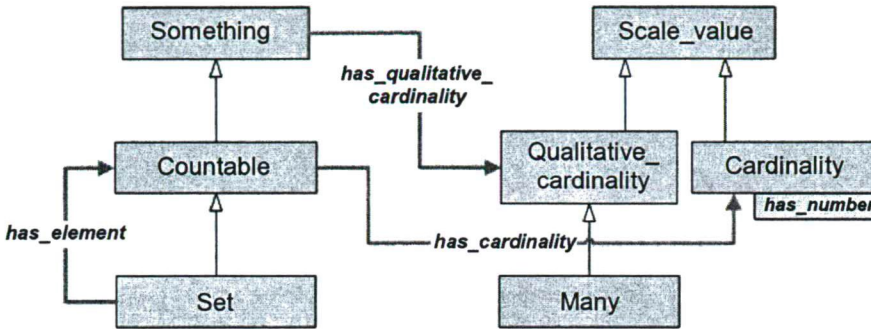 Something
Scale_value
has_qualitative_
cardinality
Countable
Qualitative_
cardinality
Cardinality
has_number
has_element
has_cardinality
Set
Many